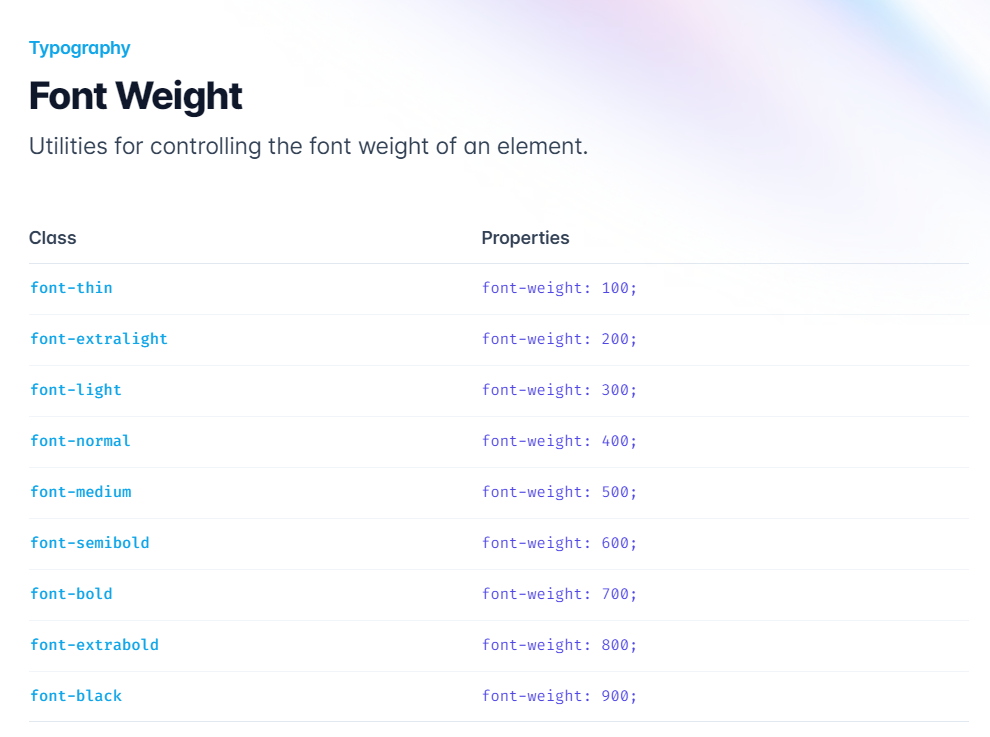 Typography
Font Weight
Utilities for controlling the font weight of an element.
Class Properties
font-thin font-weight: 100;
font-extralight font-weight: 200;
font-light font-weight: 300;
font-normal font-weight: 400;
font-medium font-weight: 500;
font-semibold font-weight: 600;
font-bold font-weight: 700;
font-extrabold font-weight: 800;
font-black font-weight: 900;